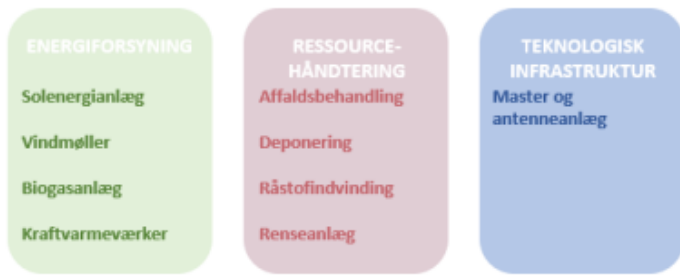 ENERGIFORSYNING
Solenergianlæg
Vindmøller
Biogasanlæg
Kraftvarmeværker
RESSOURCE-
HÅNDTERING
Affaldsbehandling
Deponering
Råstofindvinding
Renseanlæg
TEKNOLOGISK
INFRASTRUKTUR
Master og
antenneanlæg